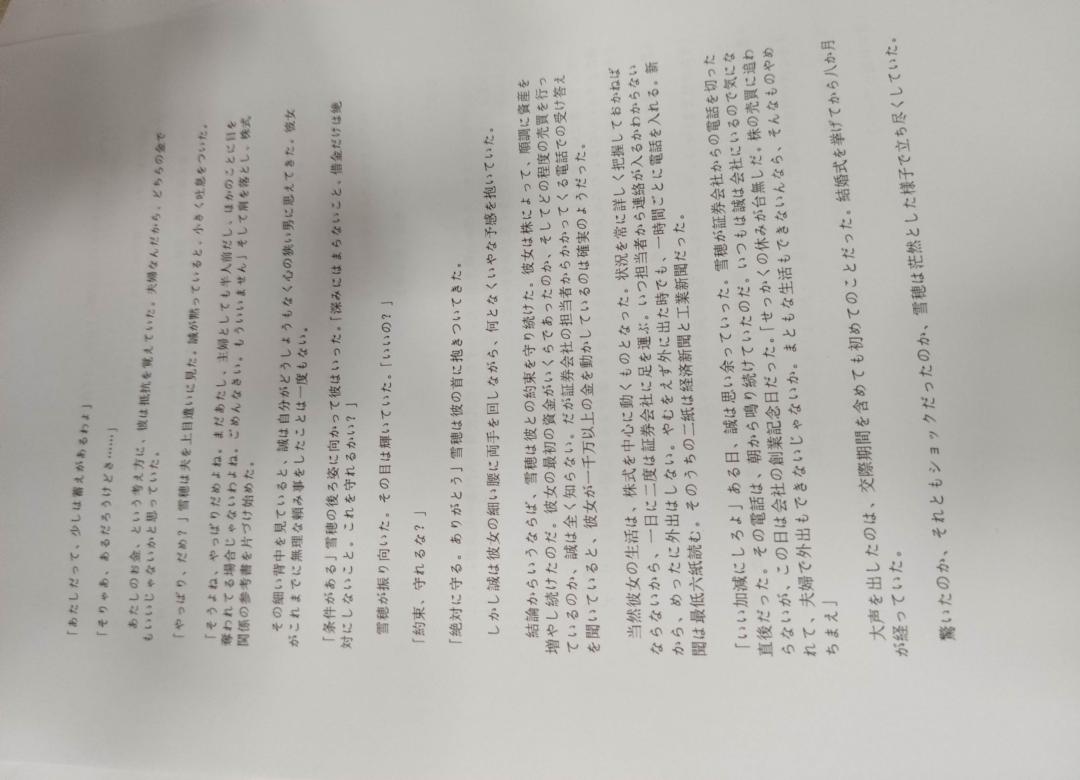 「あたしだって、少しは蓄えがあるわよ」
「そりゃあ、あるだろうけどさ……」
あたしのお金、という考え方に、彼は抵抗を覚えていた。夫婦なんだから、どちらの金で
もいいじゃないかと思っていた。
「やっぱり、だめ？」雪穂は夫を上目遣いに見た。誠が黙っていると、小さく吐息をついた。
「そうよね、やっぱりだめよね。まだあたし、主婦としても半人前だし、ほかのことに目を
奪われてる場合じゃないわよね。ごめんなさい。もういいません」そして肩を落とし、株式
関係の参考書を片づけ始めた。
その細い背中を見ていると、誠は自分がどうしようもなく心の狭い男に思えてきた。彼女
がこれまでに無理な頼み事をしたことは一度もない。
「条件がある」雪穂の後ろ姿に向かって彼はいった。「深みにはまらないこと、借金だけは絶
対にしないこと。これを守れるかい？」
雪穂が振り向いた。その目は輝いていた。「いいの？」
「約束、守れるな？」
「絶対に守る。ありがとう」雪穂は彼の首に抱きついてきた。
しかし誠は彼女の細い腰に両手を回しながら、何となくいやな予感を抱いていた。
結論からいうならば、雪穂は彼との約束を守り続けた。彼女は株によって、順調に資産を
増やし続けたのだ。彼女の最初の資金がいくらであったのか、そしてどの程度の売買を行っ
ているのか、誠は全く知らない。だが証券会社の担当者からかかってくる電話での受け答え
を聞いていると、彼女が一千万以上の金を動かしているのは確実のようだった。
当然彼女の生活は、株式を中心に動くものとなった。状況を常に詳しく把握しておかねば
ならないから、一日に二度は証券会社に足を運ぶ。いつ担当者から連絡が入るかわからない
から、めったに外出はしない。やむをえず外に出た時でも、一時間ごとに電話を入れる。新
聞は最低六紙読む。そのうちの二紙は経済新聞と工業新聞だった。
「いい加減にしろよ」ある日、誠は思い余っていった。雪穂が証券会社からの電話を切った
直後だった。その電話は、朝から鳴り続けていたのだ。いつもは誠は会社にいるので気にな
らないが、この日は会社の創業記念日だった。「せっかくの休みが台無しだ。株の売買に追わ
れて、夫婦で外出もできないじゃないか。まともな生活もできないんなら、そんなものやめ
ちまえ」
大声を出したのは、交際期間を含めても初めてのことだった。結婚式を挙げてから八か月
が経っていた。
驚いたのか、それともショックだったのか、雪穂は茫然とした様子で立ち尽くしていた。